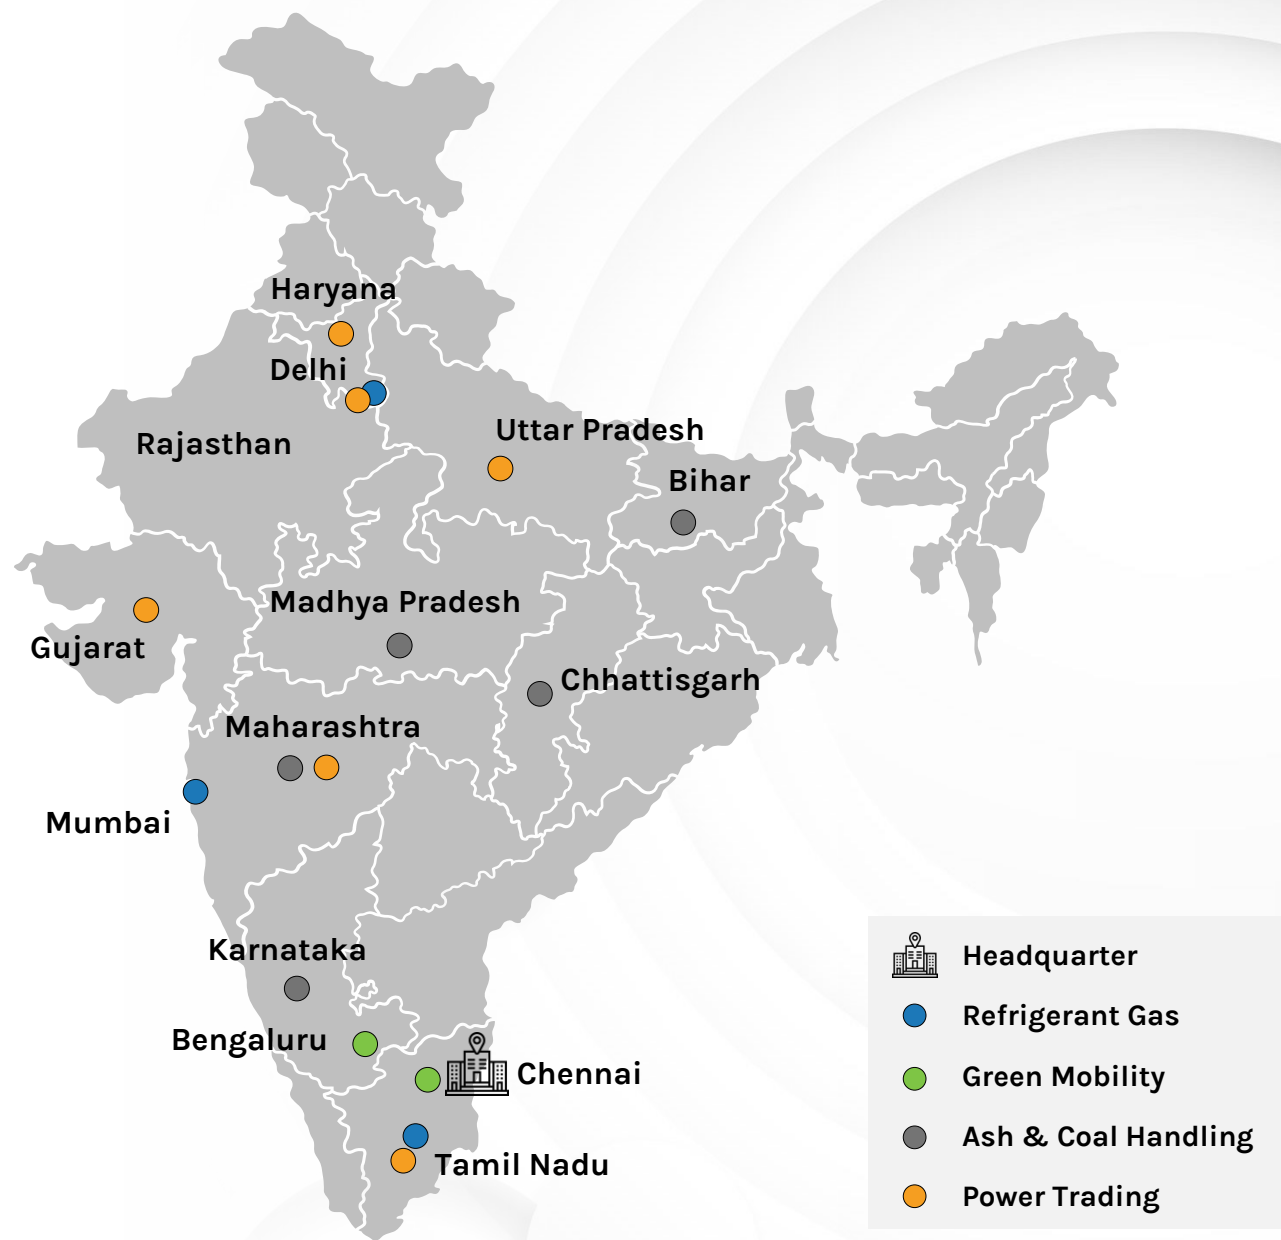 Haryana
Delhi
Rajasthan
Uttar Pradesh
Bihar
Madhya Pradesh
Gujarat
Chhattisgarh
Maharashtra
Mumbai
Karnataka
Bengaluru
Chennai
Tamil Nadu
Headquarter
Refrigerant Gas
Green Mobility
Ash & Coal Handling
Power Trading